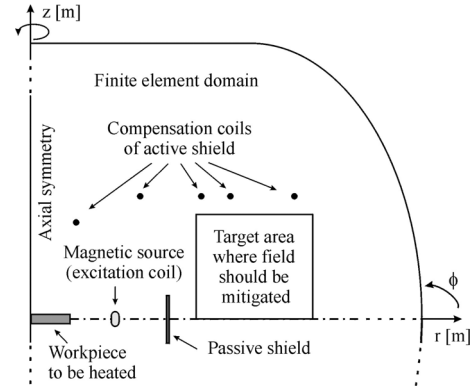 z [m]
Finite element domain
Compensation coils
of active shield
Axial symmetry
Magnetic source
(excitation coil)
Target area
where field
should be
mitigated
ϕ
r [m]
Workpiece
to be heated
Passive shield